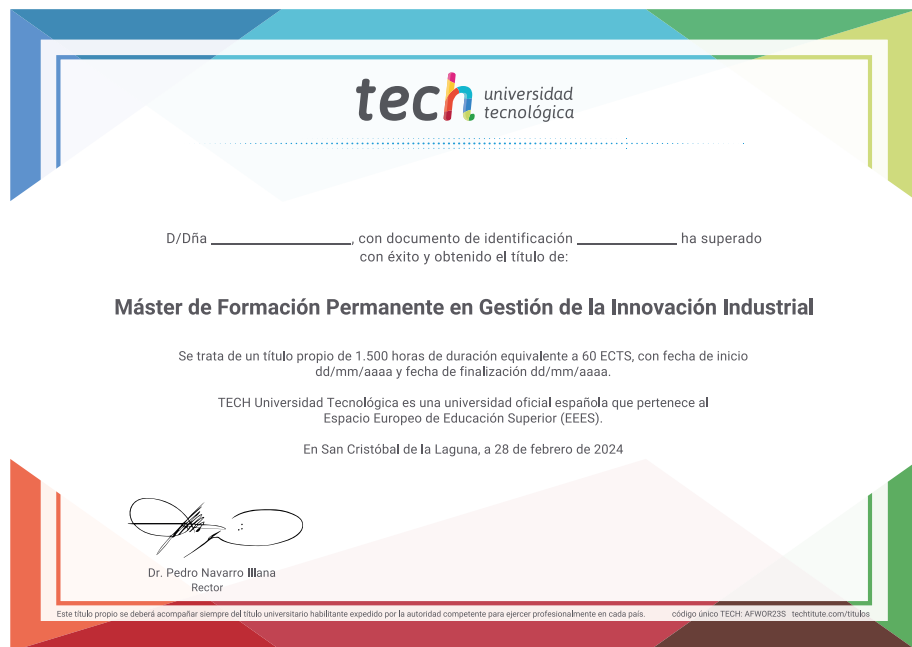 tech universidad
tecnológica
D/Dña ______________, con documento de identificación __________ ha superado
con éxito y obtenido el título de:
Máster de Formación Permanente en Gestión de la Innovación Industrial
Se trata de un título propio de 1.500 horas de duración equivalente a 60 ECTS, con fecha de inicio
dd/mm/aaaa y fecha de finalización dd/mm/aaaa.
TECH Universidad Tecnológica es una universidad oficial española que pertenece al
Espacio Europeo de Educación Superior (EEES).
En San Cristóbal de la Laguna, a 28 de febrero de 2024
Dr. Pedro Navarro Illana
Rector
Este título propio se deberá acompañar siempre del título universitario habilitante expedido por la autoridad competente para ejercer profesionalmente en cada país. código único TECH: AFWOR23S techtitute.com/titulos